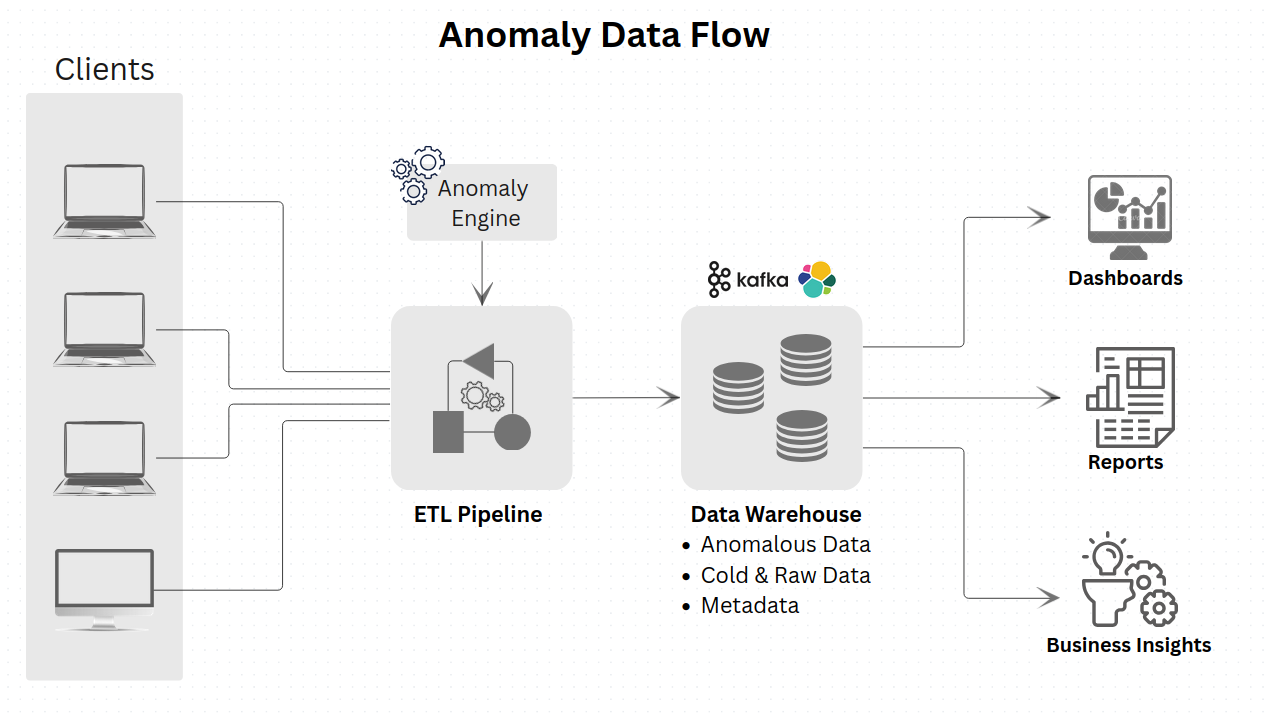 Anomaly Data Flow
Clients
Anomaly
Engine
kafka
ETL Pipeline
Data Warehouse
• Anomalous Data
• Cold & Raw Data
• Metadata
Dashboards
Reports
Business Insights